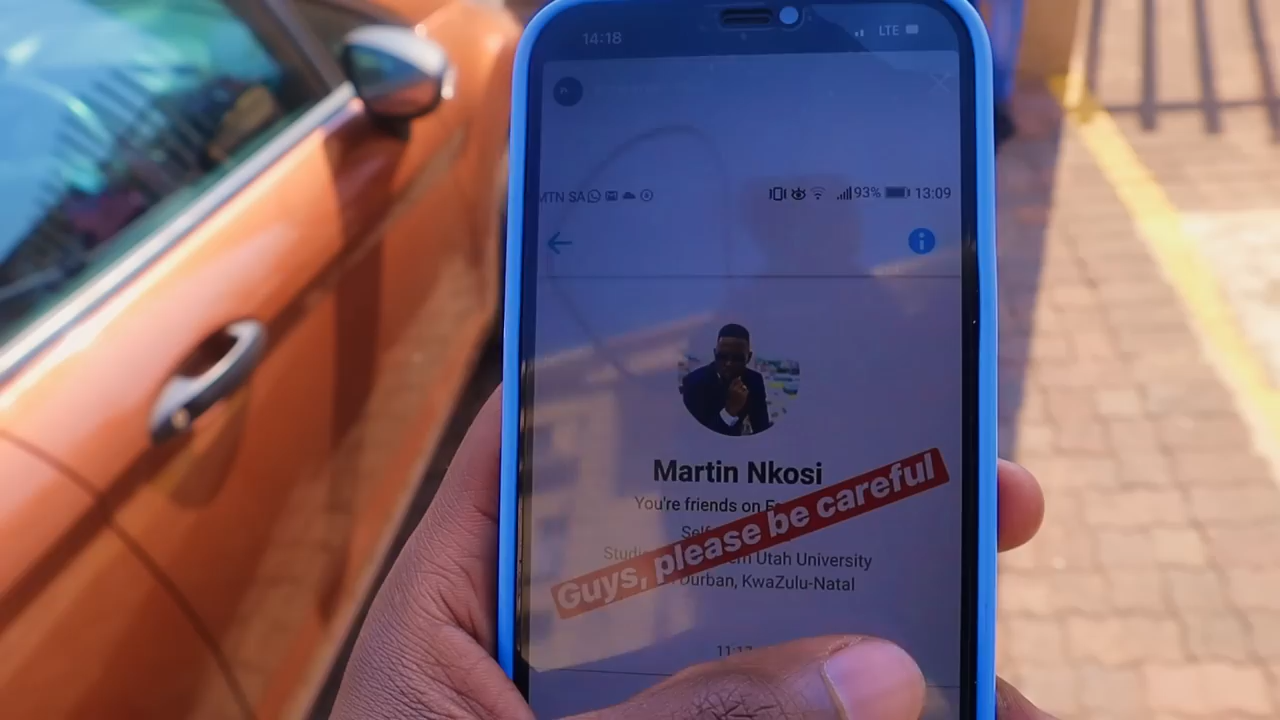 14:18 LTE
MTN SA 93% 13:09
Martin Nkosi
You're friends on
Guys, please be careful
Utah University
Durban, KwaZulu-Natal